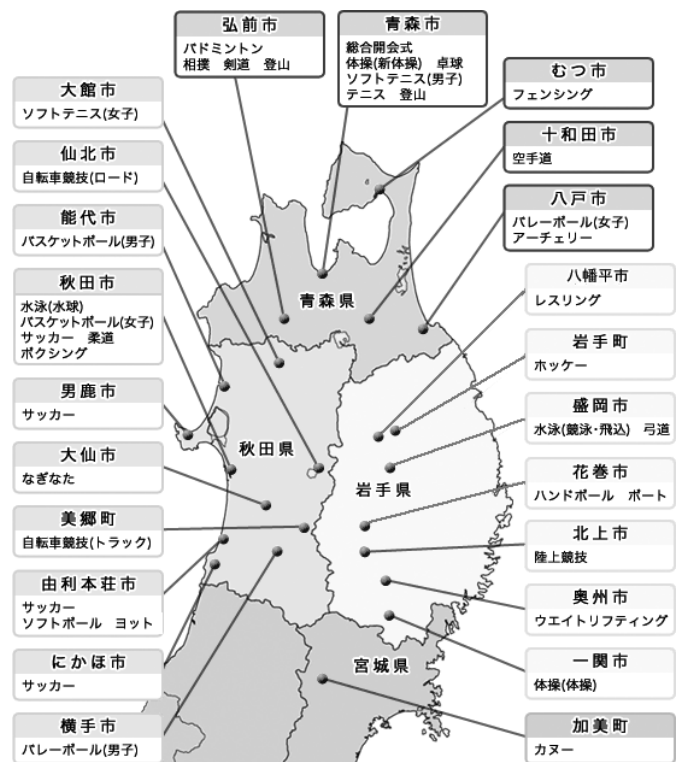 弘前市
バドミントン
相撲　剣道　登山
青森市
総合開会式
体操(新体操)　卓球
ソフトテニス(男子)
テニス　登山
むつ市
フェンシング
十和田市
空手道
八戸市
バレーボール(女子)
アーチェリー
大館市
ソフトテニス(女子)
仙北市
自転車競技(ロード)
能代市
バスケットボール(男子)
秋田市
水泳(水球)
バスケットボール(女子)
サッカー　柔道
ボクシング
男鹿市
サッカー
大仙市
なぎなた
美郷町
自転車競技(トラック)
由利本荘市
サッカー
ソフトボール　ヨット
にかほ市
サッカー
横手市
バレーボール(男子)
青森県
秋田県
岩手県
宮城県
八幡平市
レスリング
岩手町
ホッケー
盛岡市
水泳(競泳･飛込)　弓道
花巻市
ハンドボール　ボート
北上市
陸上競技
奥州市
ウエイトリフティング
一関市
体操(体操)
加美町
カヌー